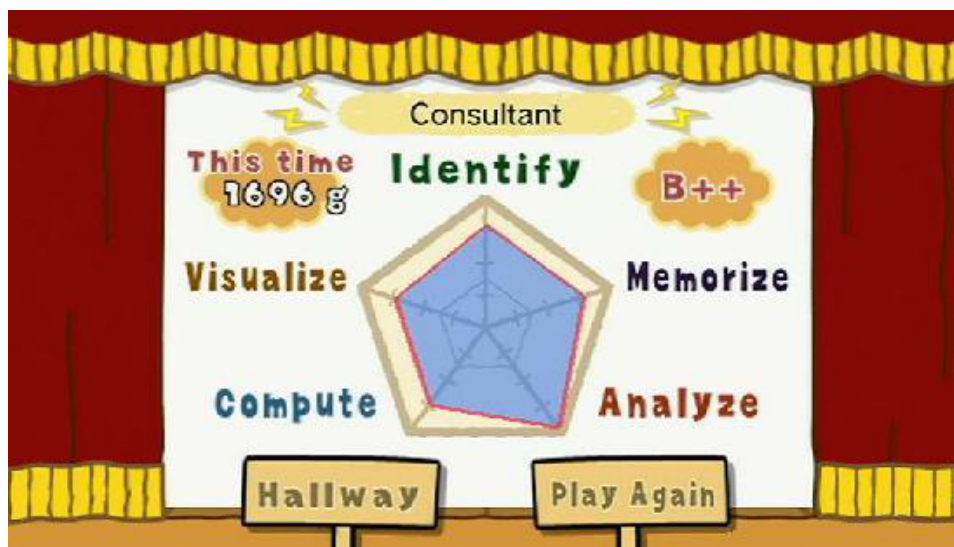 Consultant
This time
1696 g
Identify
B++
Visualize
Memorize
Compute
Analyze
Hallway
Play Again